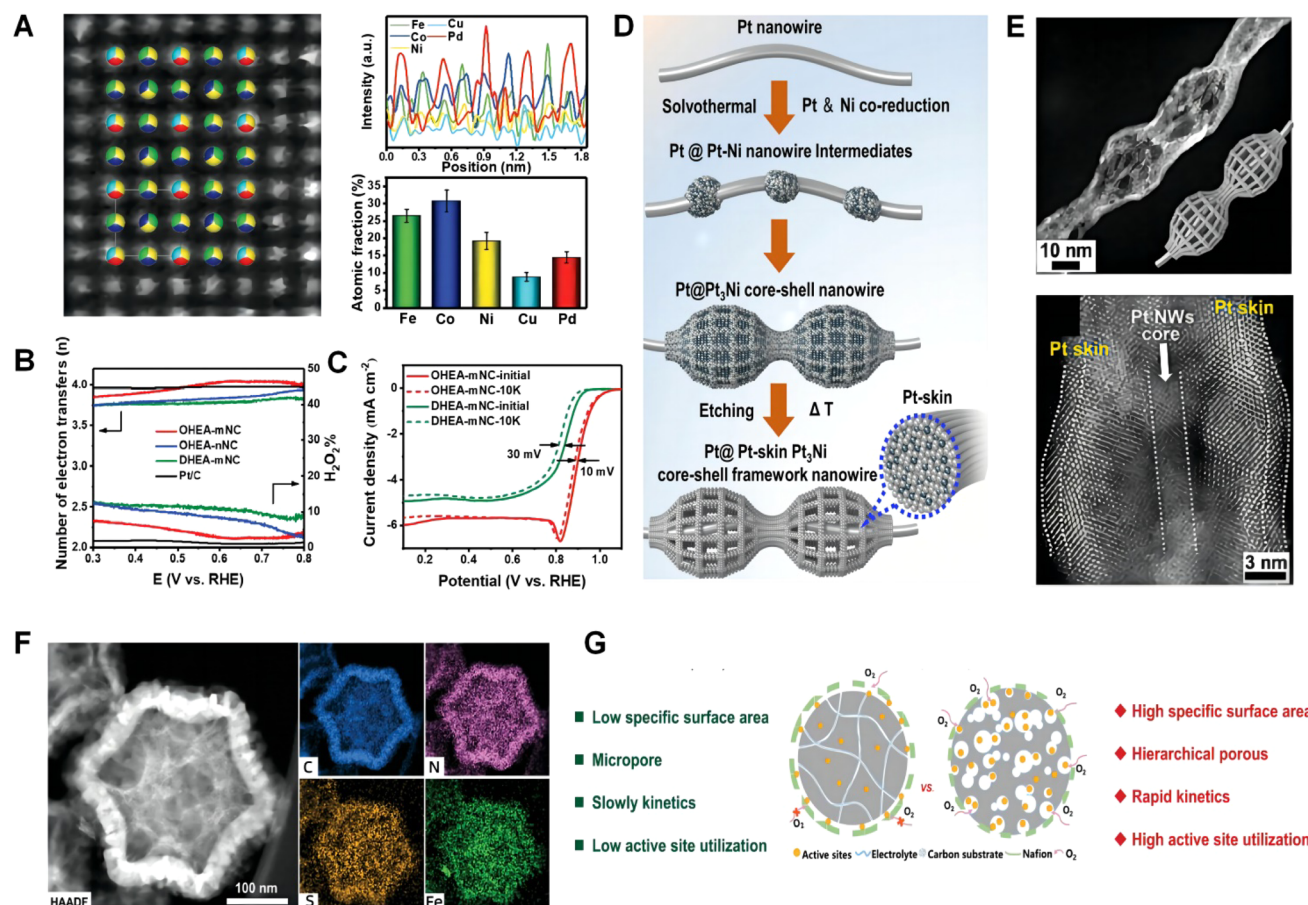 A
Fe Cu
Co Pd
Ni
Intensity (a.u.)
0.0 0.3 0.6 0.9 1.2 1.5 1.8
Position (nm)
Atomic fraction (%)
35
30
25
20
15
10
5
0
Fe Co Ni Cu Pd
B
Number of electron transfers (n)
4.0
3.5
3.0
2.5
2.0
50
40
30
20
10
0
H2O2%
OHEA-mNC
OHEA-nNC
DHEA-mNC
Pt/C
0.3 0.4 0.5 0.6 0.7 0.8
E (V vs. RHE)
C
Current density (mA cm-2)
0
-2
-4
-6
OHEA-mNC-initial
OHEA-mNC-10K
DHEA-mNC-initial
DHEA-mNC-10K
30 mV
10 mV
0.2 0.4 0.6 0.8 1.0
Potential (V vs. RHE)
D
Pt nanowire
Solvothermal Pt & Ni co-reduction
Pt @ Pt-Ni nanowire Intermediates
Pt@Pt3Ni core-shell nanowire
Etching Δ T
Pt-skin
Pt@ Pt-skin Pt3Ni
core-shell framework nanowire
E
10 nm
Pt skin
Pt NWs
core
Pt skin
3 nm
F
HAADF
100 nm
C
N
S
Fe
G
Low specific surface area
Micropore
Slowly kinetics
Low active site utilization
O2
O2
O1
O2
vs.
O2
O2
O2
O2
O2
O2
High specific surface area
Hierarchical porous
Rapid kinetics
High active site utilization
Active sites Electrolyte Carbon substrate Nafion O2